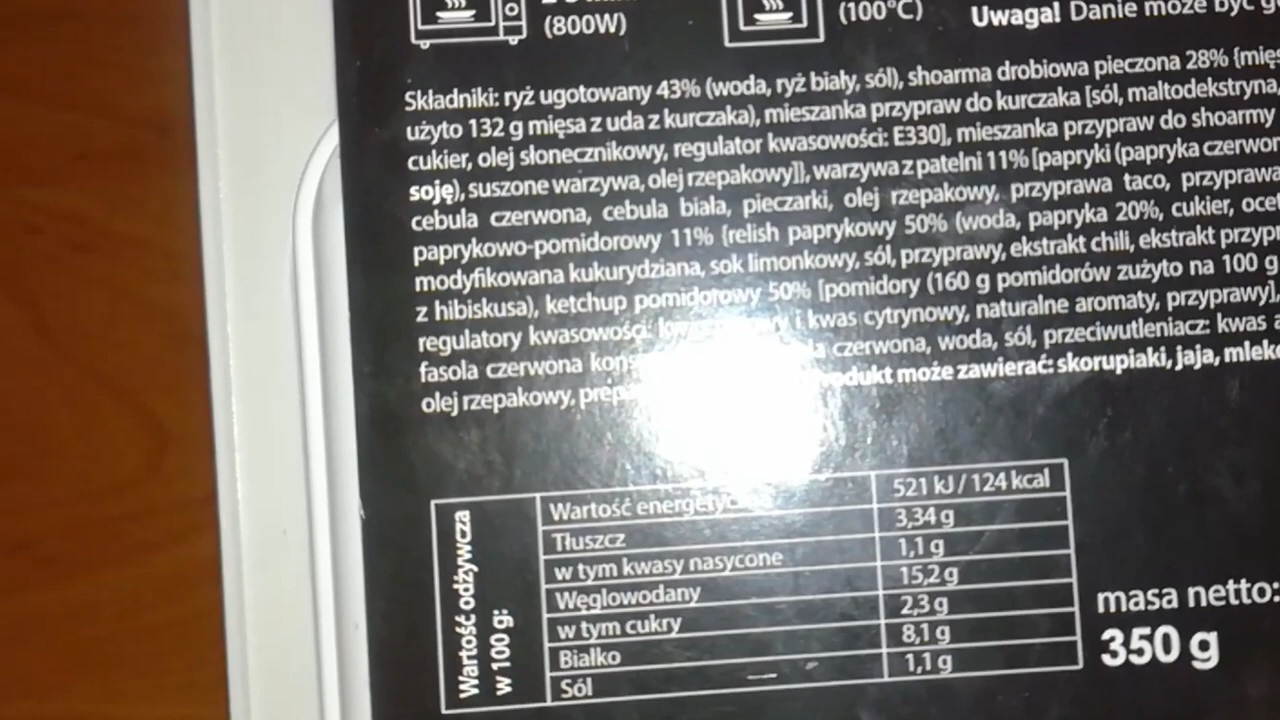 (800W)
(100°C)
Uwaga! Danie może być
Składniki: ryż ugotowany 43% (woda, ryż biały, sól), shoarma drobiowa pieczona 28% {mięs
użyto 132 g mięsa z uda z kurczaka), mieszanka przypraw do kurczaka [sól, maltodekstryna,
cukier, olej słonecznikowy, regulator kwasowości: E330], mieszanka przypraw do shoarmy
soję), suszone warzywa, olej rzepakowy]}, warzywa z patelni 11% [papryki (papryka czerwon
cebula czerwona, cebula biała, pieczarki, olej rzepakowy, przyprawa taco, przyprawa
paprykowo-pomidorowy 11% {relish paprykowy 50% (woda, papryka 20%, cukier, ocet
modyfikowana kukurydziana, sok limonkowy, sól, przyprawy, ekstrakt chili, ekstrakt przypr
z hibiskusa), ketchup pomidorowy 50% [pomidory (160 g pomidorów zużyto na 100 g
regulatory kwasowości: i kwas cytrynowy, naturalne aromaty, przyprawy],
fasola czerwona czerwona, woda, sól, przeciwutleniacz: kwas
olej rzepakowy, może zawierać: skorupiaki, jaja, mleko
Wartość odżywcza
w 100 g:
Wartość 521 kJ / 124 kcal
Tłuszcz 3,34 g
w tym kwasy nasycone 1,1 g
Węglowodany 15,2 g
w tym cukry 2,3 g
Białko 8,1 g
Sól 1,1 g
masa netto:
350 g